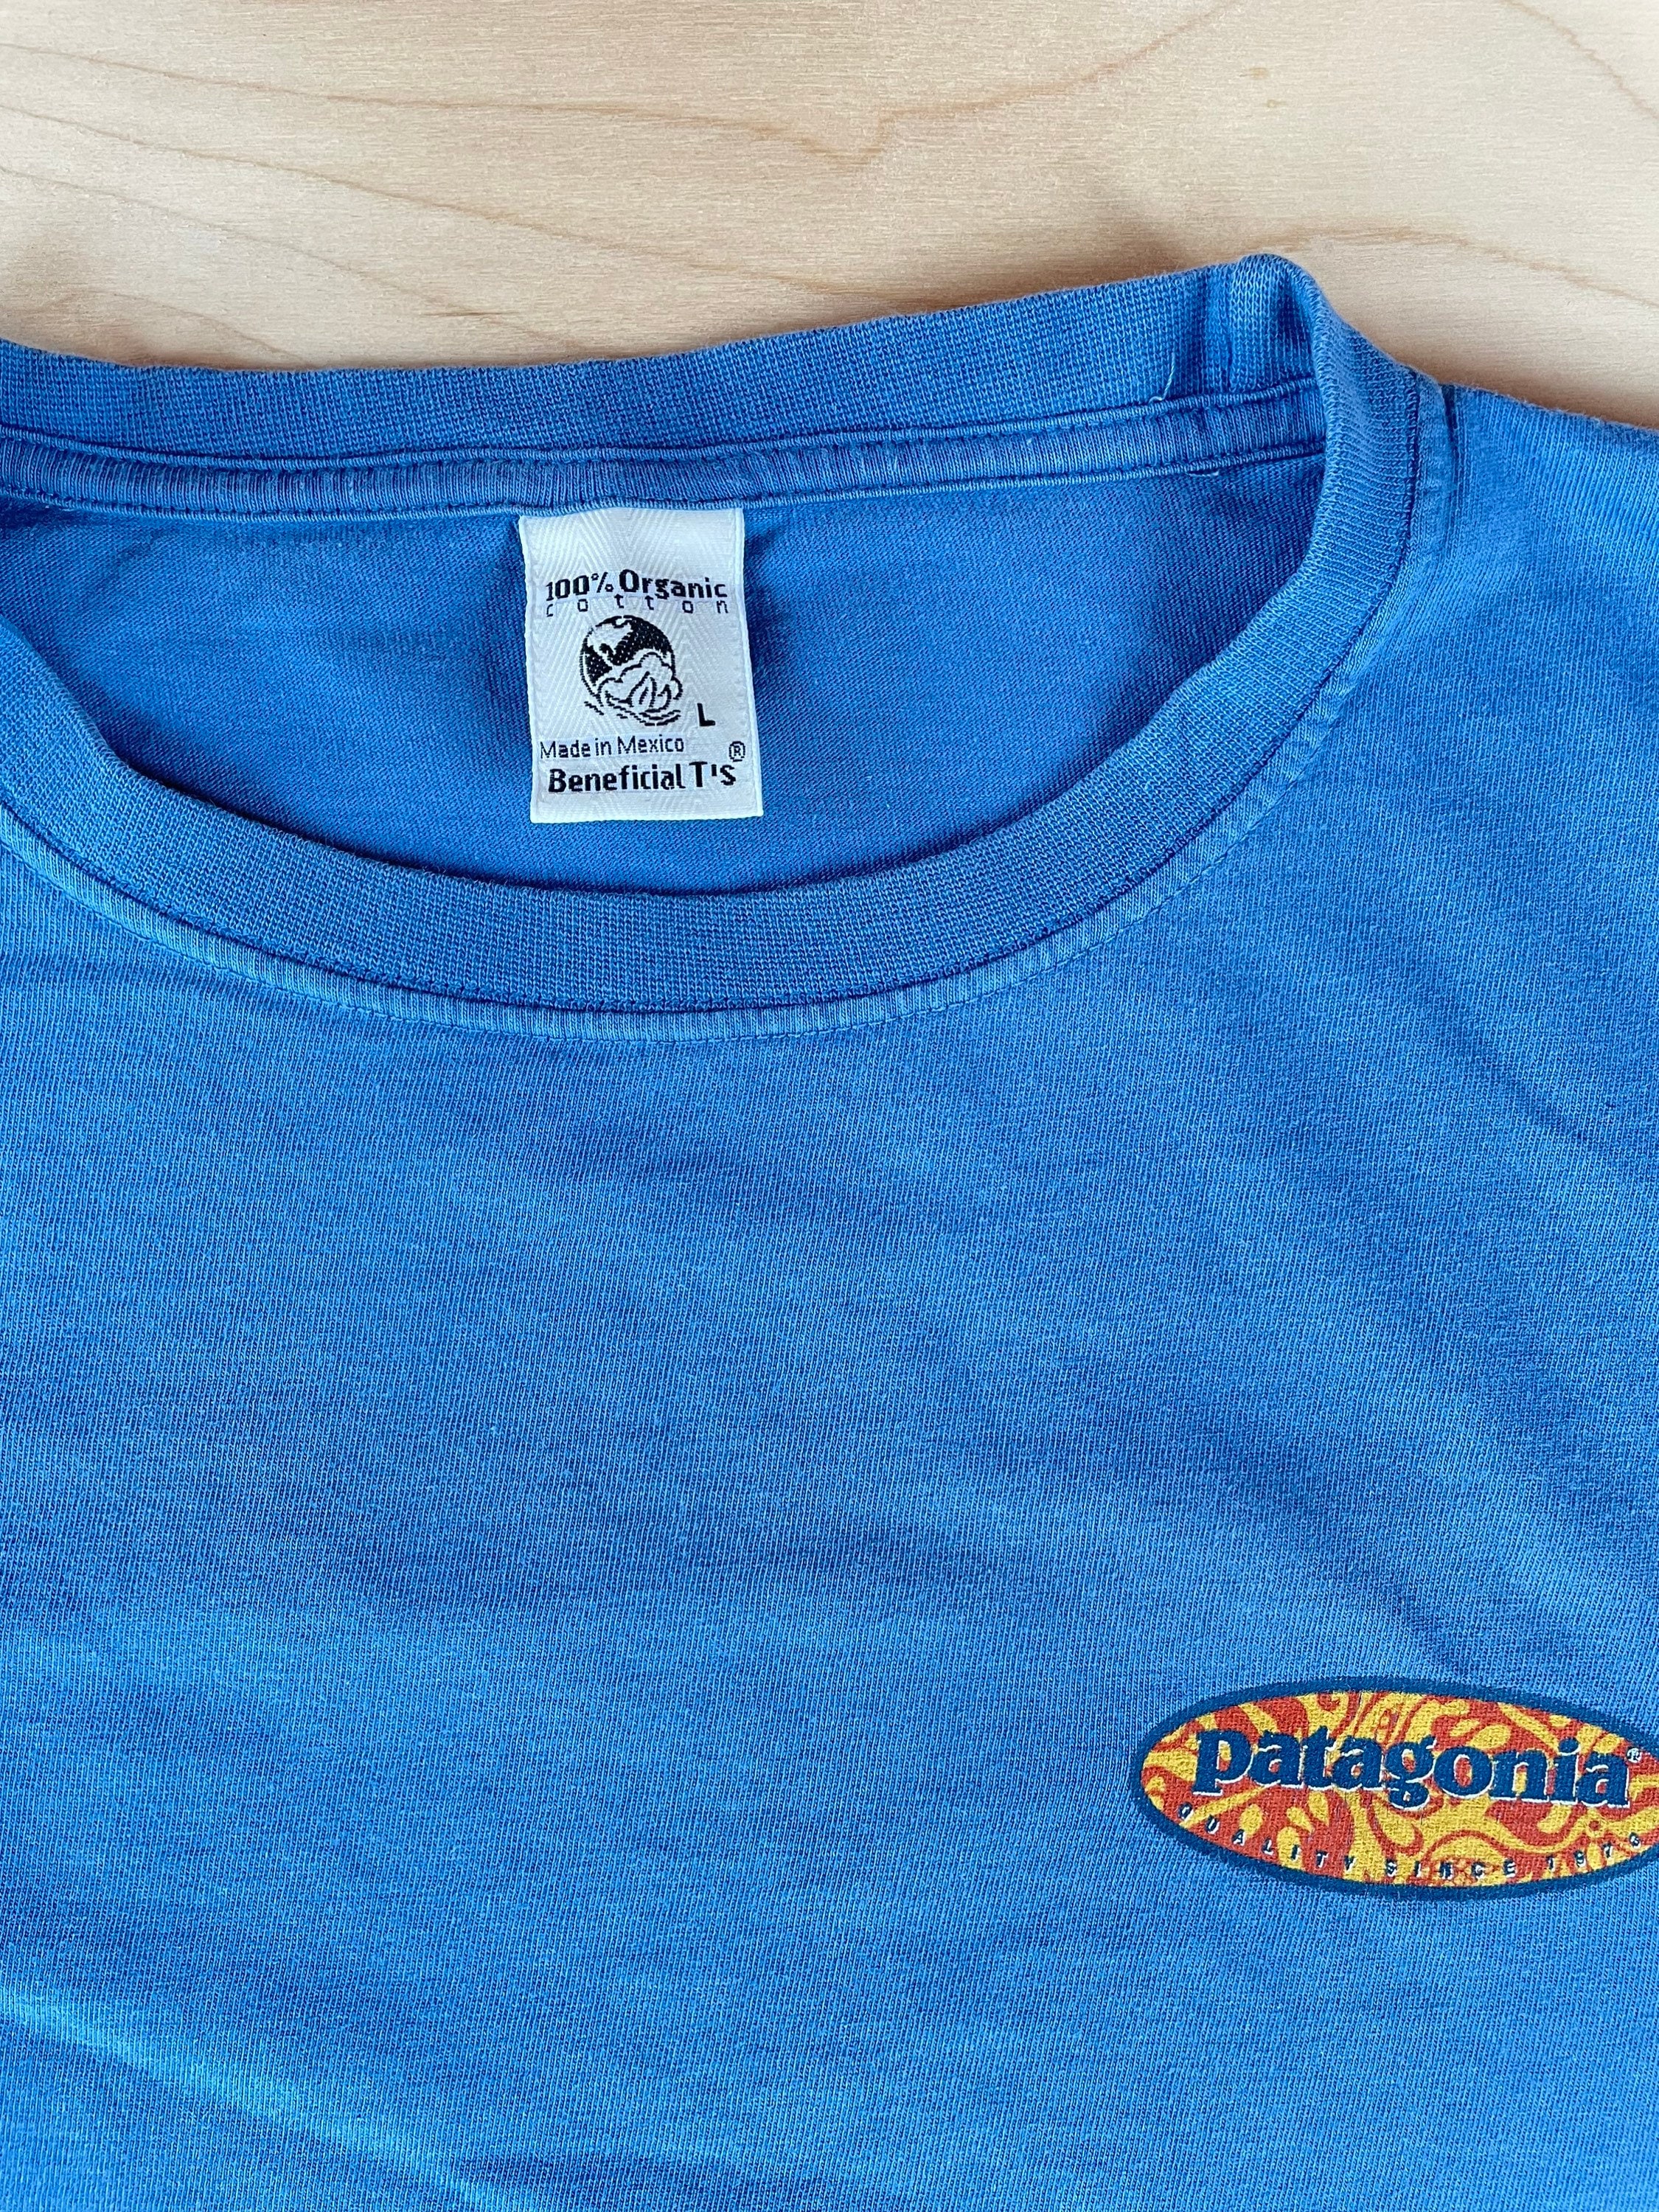 100% Organic
cotton
L
Made in Mexico
®
Beneficial T's
patagonia®
QUALITY SINCE 1973